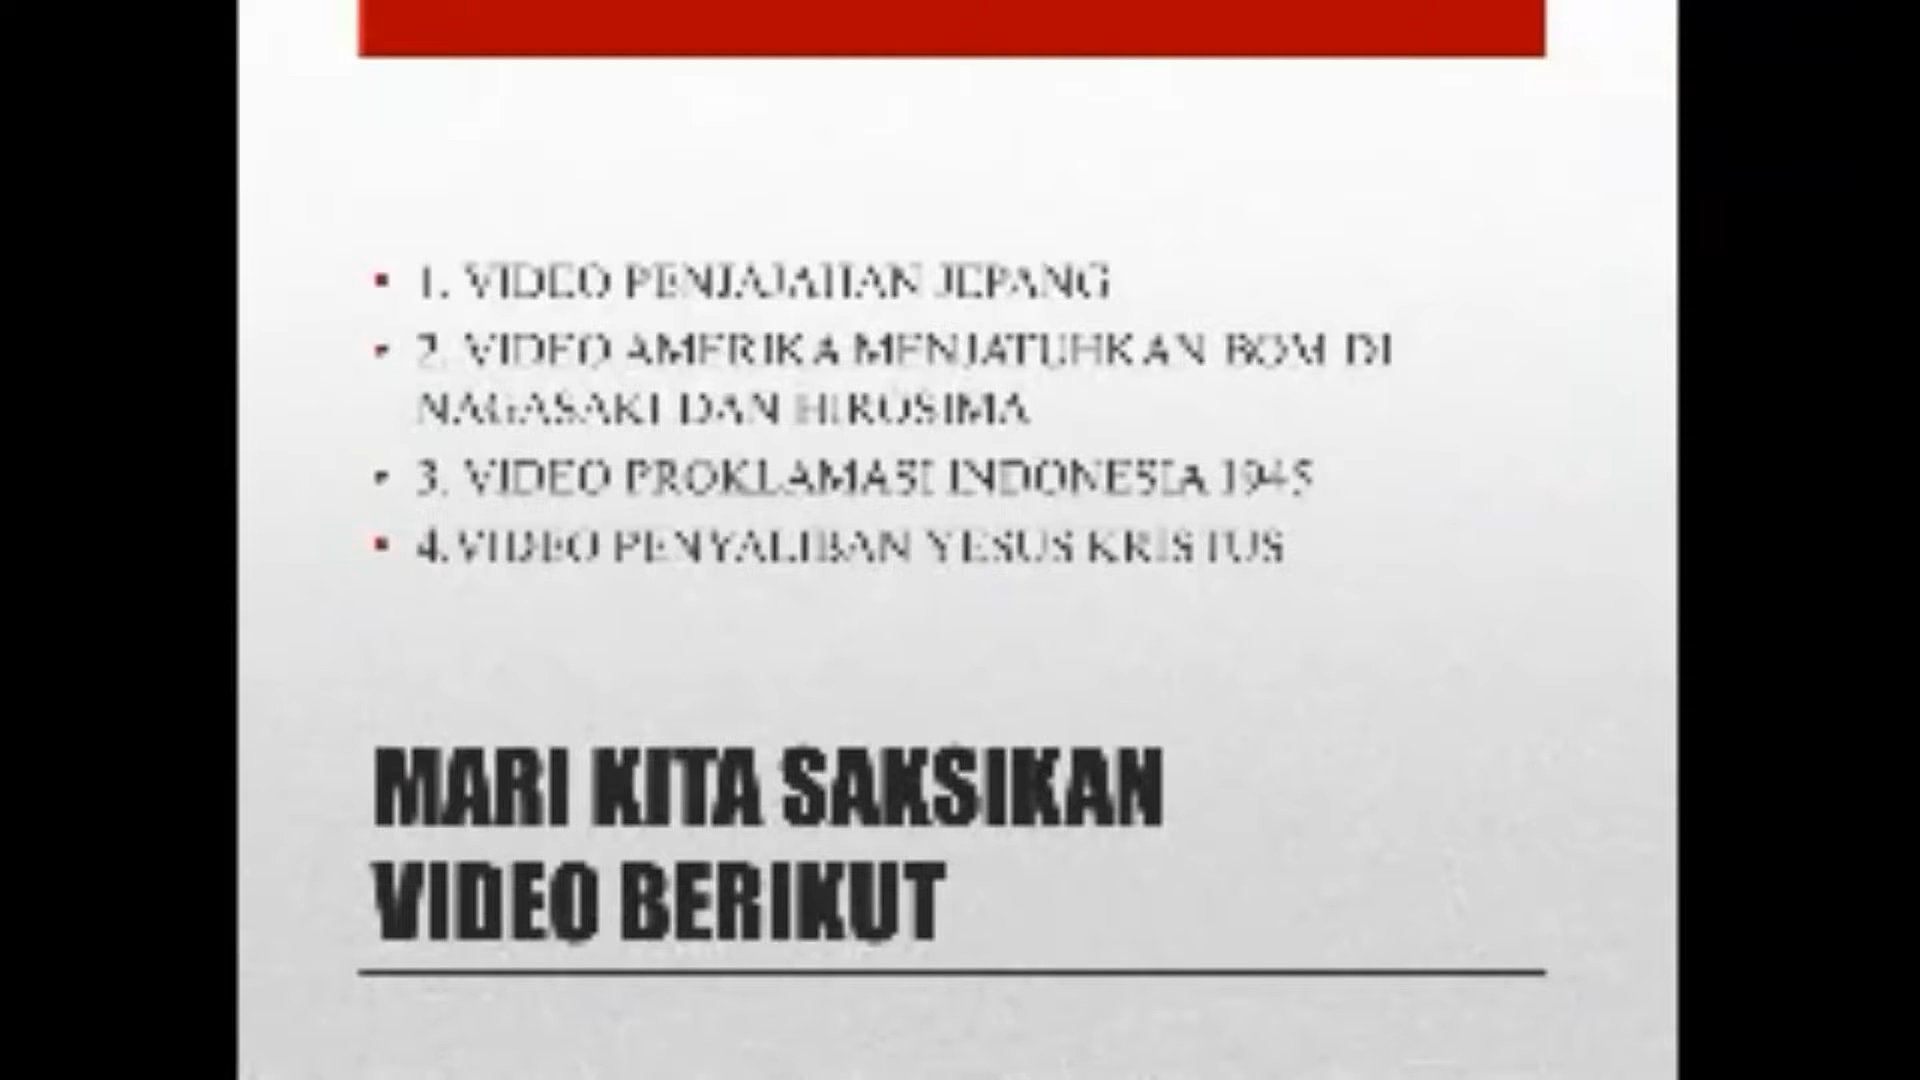 1. VIDEO PENJAJAHAN JEPANG
2. VIDEO AMERIKA MENJATUHKAN BOM DI
NAGASAKI DAN HIROSIMA
3. VIDEO PROKLAMASI INDONESIA 1945
4.VIDEO PENYALIBAN YESUS KRISTUS
MARI KITA SAKSIKAN
VIDEO BERIKUT